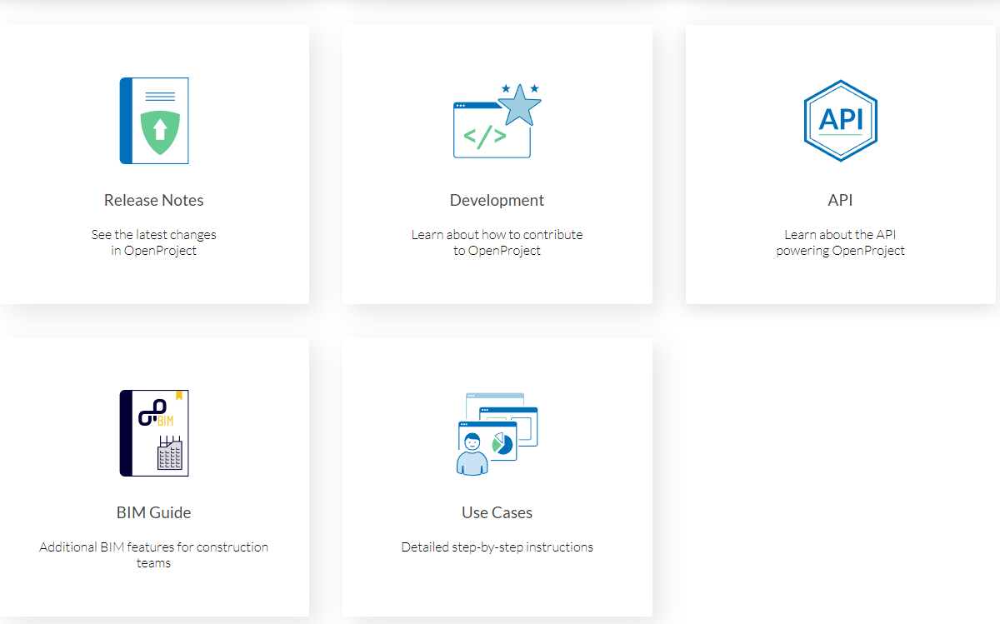 Release Notes
See the latest changes
in OpenProject
</>
Development
Learn about how to contribute
to OpenProject
API
API
Learn about the API
powering OpenProject
BIM
BIM Guide
Additional BIM features for construction
teams
Use Cases
Detailed step-by-step instructions